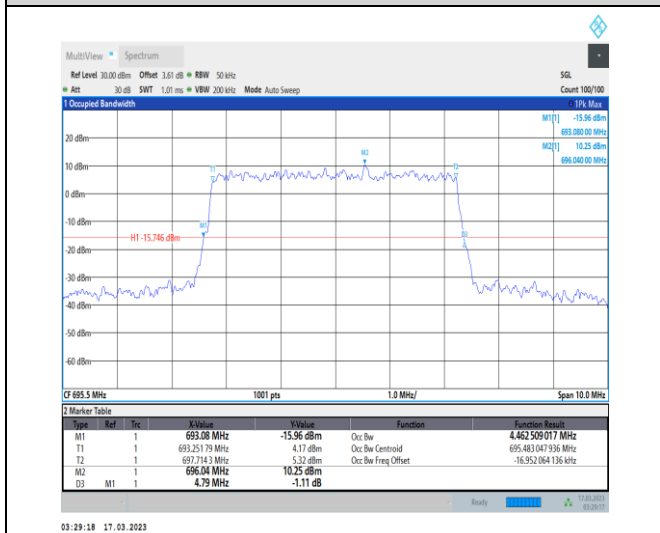 MultiView Spectrum
Ref Level 30.00 dBm Offset 3.61 dB RBW 50 kHz SGL
Att 30 dB SWT 1.01 ms VBW 200 kHz Mode Auto Sweep Count 100/100
1 Occupied Bandwidth 1Pk Max
M1[1] -15.96 dBm
693.080 00 MHz
M2[1] 10.25 dBm
696.040 00 MHz
20 dBm
M2
10 dBm
T1 T2
0 dBm
-10 dBm
M1
H1 -15.746 dBm
D3
-20 dBm
-30 dBm
-40 dBm
-50 dBm
-60 dBm
CF 695.5 MHz 1001 pts 1.0 MHz/ Span 10.0 MHz
2 Marker Table
Type Ref Trc X-Value Y-Value Function Function Result
M1 1 693.08 MHz -15.96 dBm Occ Bw 4.462 509 017 MHz
T1 1 693.251 79 MHz 4.17 dBm Occ Bw Centroid 695.483 047 936 MHz
T2 1 697.714 3 MHz 5.32 dBm Occ Bw Freq Offset -16.952 064 136 kHz
M2 1 696.04 MHz 10.25 dBm
D3 M1 1 4.79 MHz -1.11 dB
Ready 17.03.2023
03:29:17
03:29:18 17.03.2023